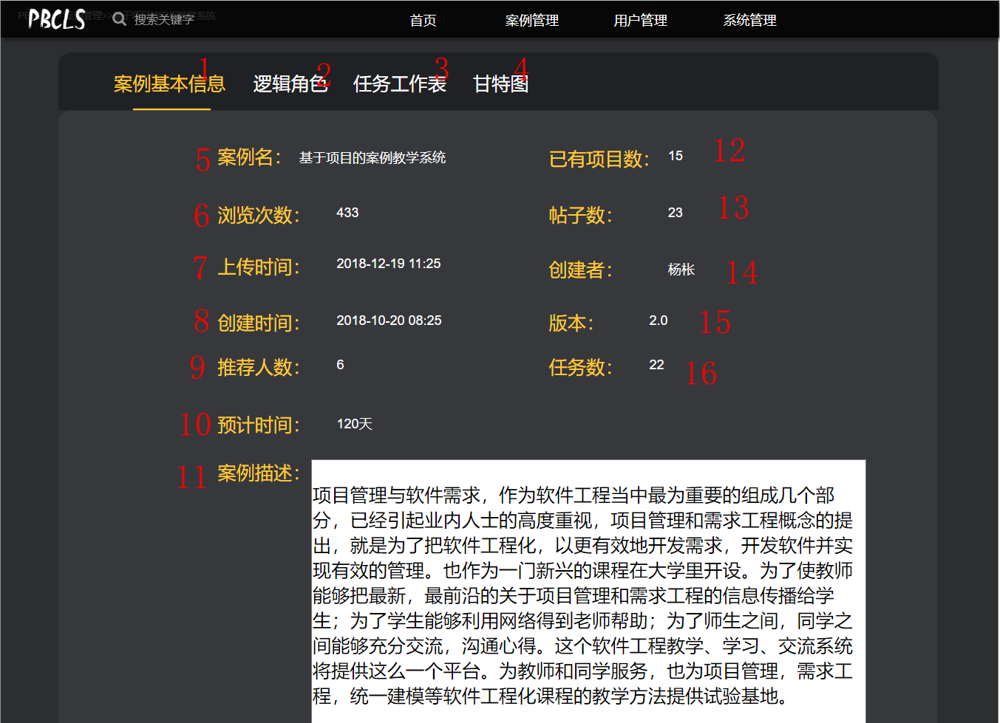 PBCLS 搜索关键字 首页 案例管理 用户管理 系统管理
案例基本信息 1 逻辑角色 2 任务工作表 3 甘特图 4
5 案例名： 基于项目的案例教学系统 已有项目数： 15 12
6 浏览次数： 433 帖子数： 23 13
7 上传时间： 2018-12-19 11:25 创建者： 杨枨 14
8 创建时间： 2018-10-20 08:25 版本： 2.0 15
9 推荐人数： 6 任务数： 22 16
10 预计时间： 120天
11 案例描述：
项目管理与软件需求，作为软件工程当中最为重要的组成几个部
分，已经引起业内人士的高度重视，项目管理和需求工程概念的提
出，就是为了把软件工程化，以更有效地开发需求，开发软件并实
现有效的管理。也作为一门新兴的课程在大学里开设。为了使教师
能够把最新，最前沿的关于项目管理和需求工程的信息传播给学
生；为了学生能够利用网络得到老师帮助；为了师生之间，同学之
间能够充分交流，沟通心得。这个软件工程教学、学习、交流系统
将提供这么一个平台。为教师和同学服务，也为项目管理，需求工
程，统一建模等软件工程化课程的教学方法提供试验基地。